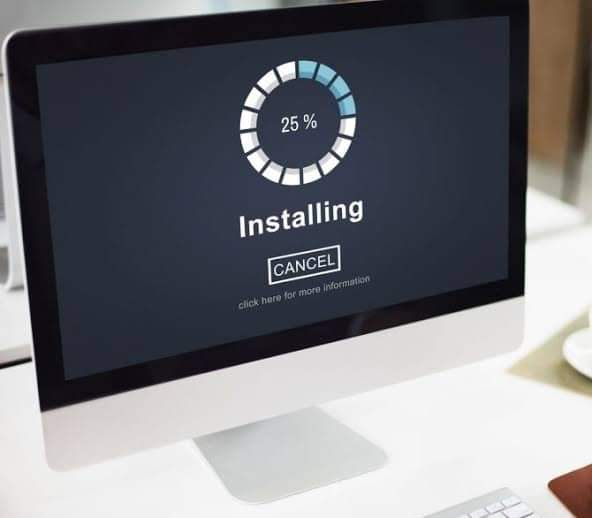 25 %
Installing
CANCEL
click here for more information